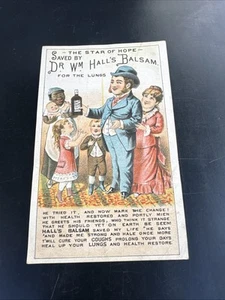 THE STAR OF HOPE
SAVED BY
DR WM HALL'S BALSAM
FOR THE LUNGS
HE TRIED IT, AND NOW MARK THE CHANGE!
WITH HEALTH RESTORED AND PORTLY MIEN
HE GREETS HIS FRIENDS, WHO THINK IT STRANGE
THAT HE SHOULD YET ON EARTH BE SEEN!
HALL'S BALSAM SAVED MY LIFE HE SAYS
AND MADE ME STRONG AND HALE ONCE MORE
T'WILL CURE YOUR COUGHS PROLONG YOUR DAYS
HEAL UP YOUR LUNGS AND HEALTH RESTORE